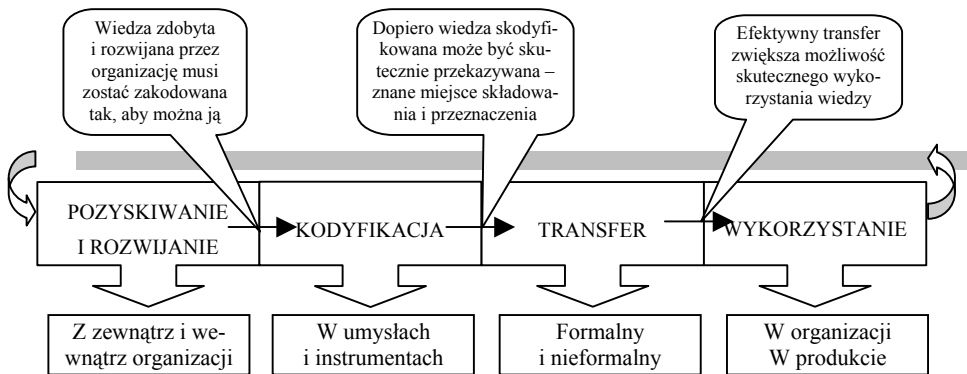 Wiedza zdobyta
i rozwijana przez
organizację musi
zostać zakodowana
tak, aby można ją
Dopiero wiedza skodyfi-
kowana może być sku-
tecznie przekazywana –
znane miejsce składowa-
nia i przeznaczenia
Efektywny transfer
zwiększa możliwość
skutecznego wyko-
rzystania wiedzy
POZYSKIWANIE
I ROZWIJANIE
KODYFIKACJA
TRANSFER
WYKORZYSTANIE
Z zewnątrz i we-
wnątrz organizacji
W umysłach
i instrumentach
Formalny
i nieformalny
W organizacji
W produkcie